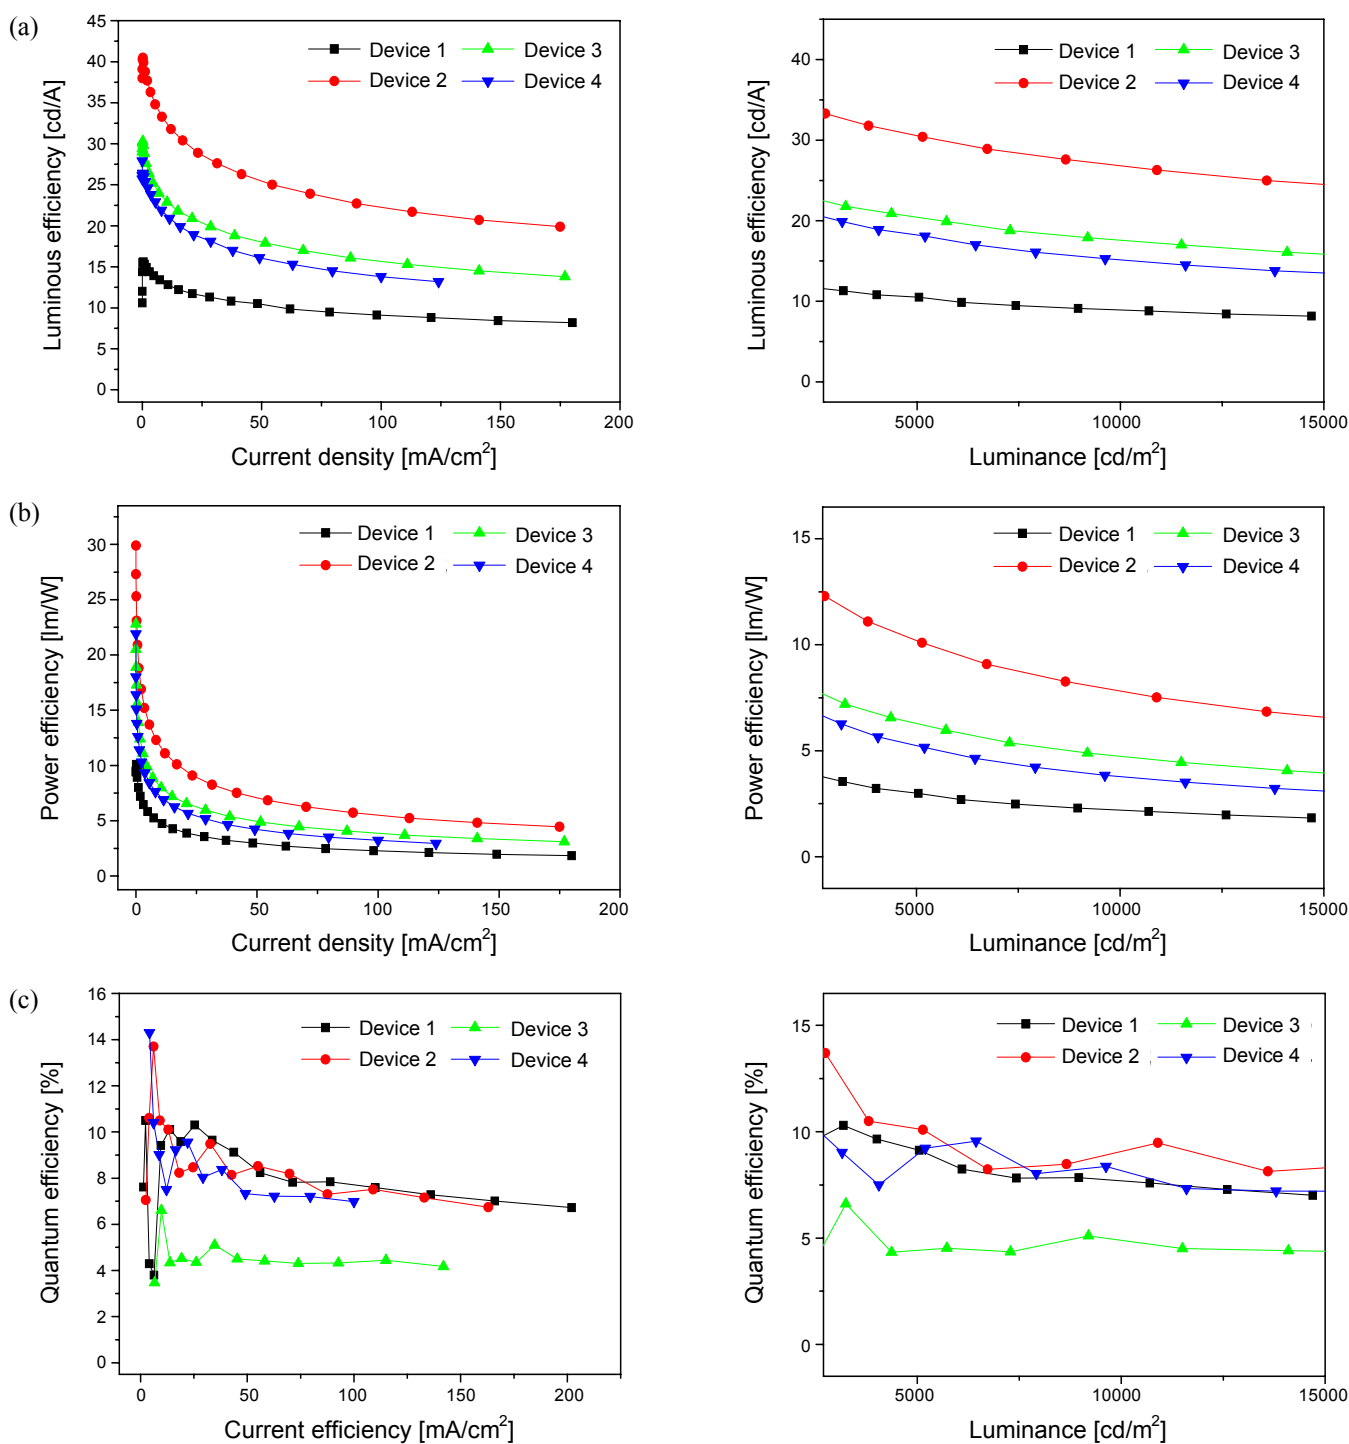 (a)
Luminous efficiency [cd/A]
45
40
35
30
25
20
15
10
5
0
Device 1
Device 3
Device 2
Device 4
0
50
100
150
200
Current density [mA/cm²]
Luminous efficiency [cd/A]
40
30
20
10
0
Device 1
Device 3
Device 2
Device 4
5000
10000
15000
Luminance [cd/m²]
(b)
Power efficiency [lm/W]
30
25
20
15
10
5
0
Device 1
Device 3
Device 2
Device 4
0
50
100
150
200
Current density [mA/cm²]
Power efficiency [lm/W]
15
10
5
0
Device 1
Device 3
Device 2
Device 4
5000
10000
15000
Luminance [cd/m²]
(c)
Quantum efficiency [%]
16
14
12
10
8
6
4
2
0
Device 1
Device 3
Device 2
Device 4
0
50
100
150
200
Current efficiency [mA/cm²]
Quantum efficiency [%]
15
10
5
0
Device 1
Device 3
Device 2
Device 4
5000
10000
15000
Luminance [cd/m²]